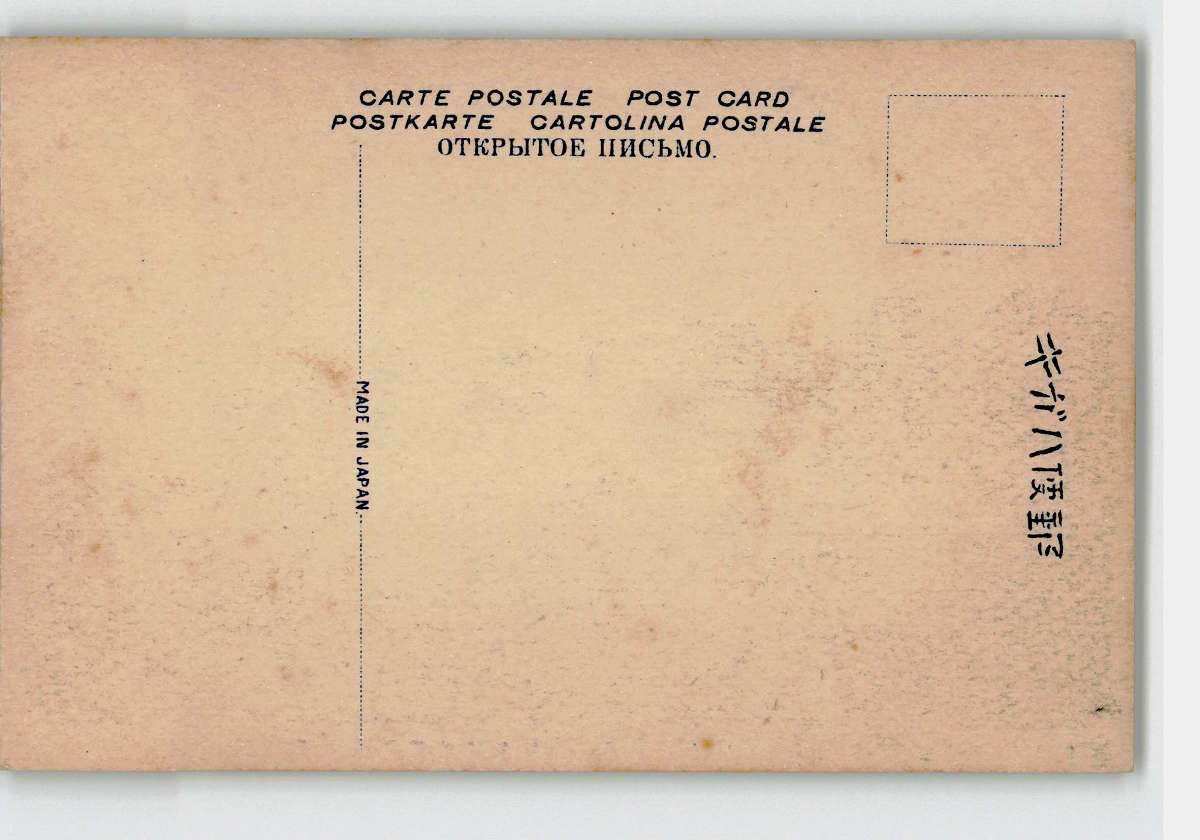 CARTE POSTALE POST CARD
POSTKARTE CARTOLINA POSTALE
ОТКРЫТОЕ ПИСЬМО.
MADE IN JAPAN.
郵便ハガキ